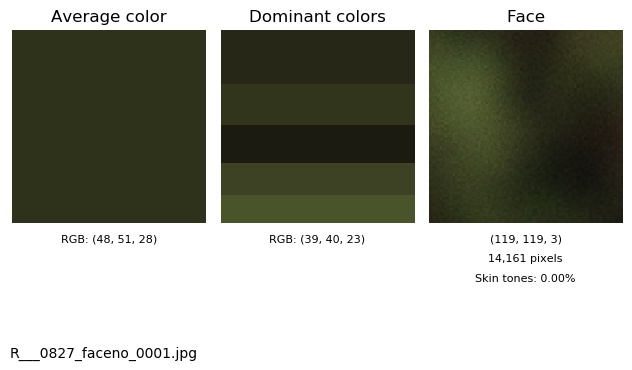 Average color
Dominant colors
Face
RGB: (48, 51, 28)
RGB: (39, 40, 23)
(119, 119, 3)
14,161 pixels
Skin tones: 0.00%
R___0827_faceno_0001.jpg